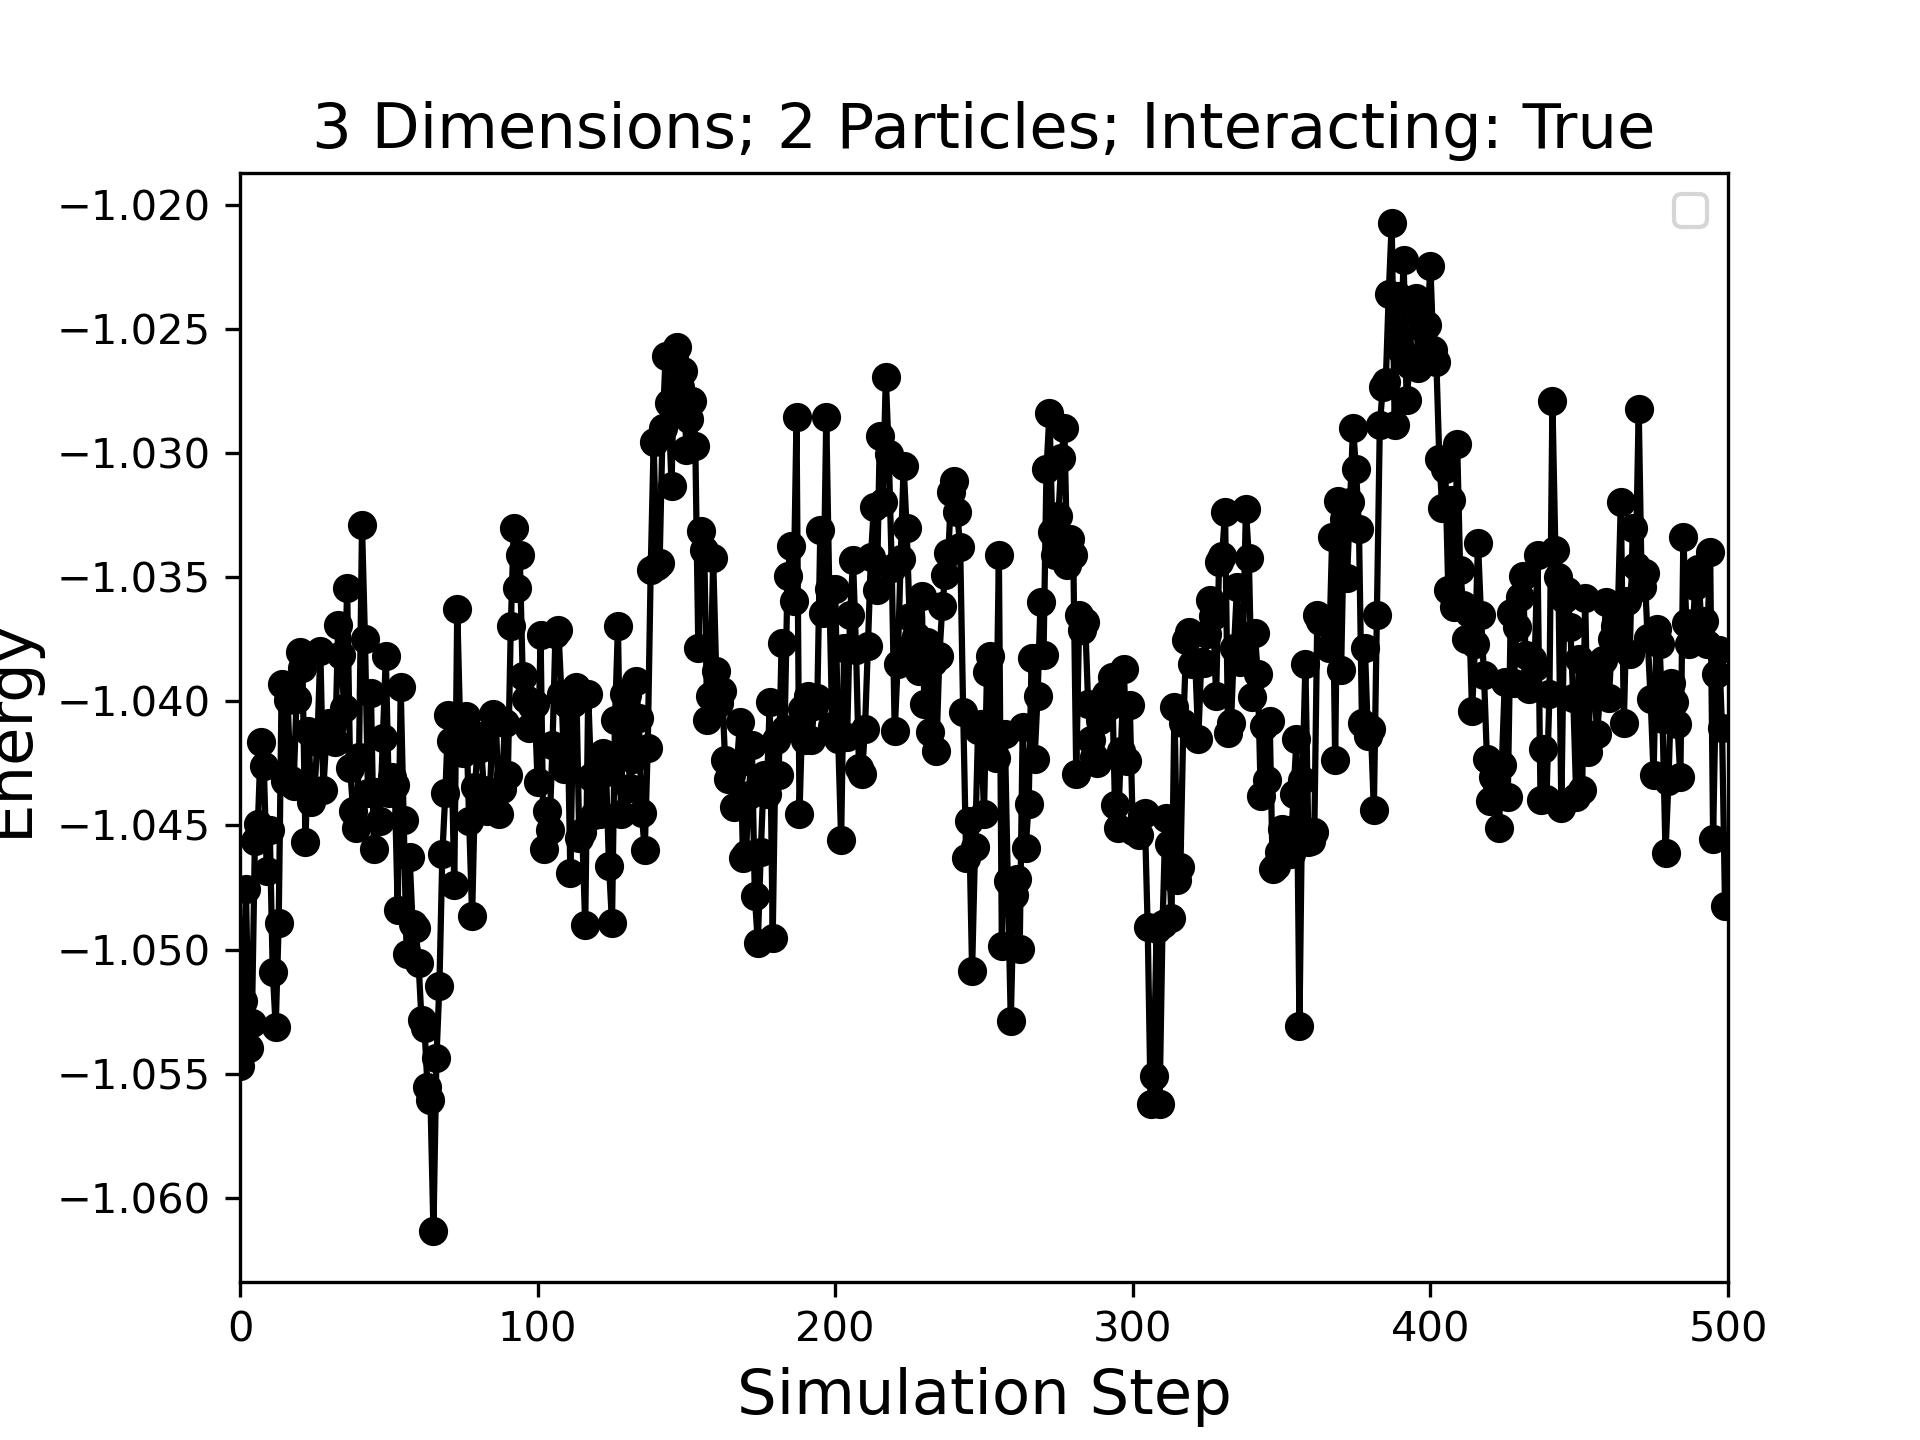 3 Dimensions; 2 Particles; Interacting: True
−1.020
−1.025
−1.030
−1.035
−1.040
−1.045
−1.050
−1.055
−1.060
Energy
0 100 200 300 400 500
Simulation Step